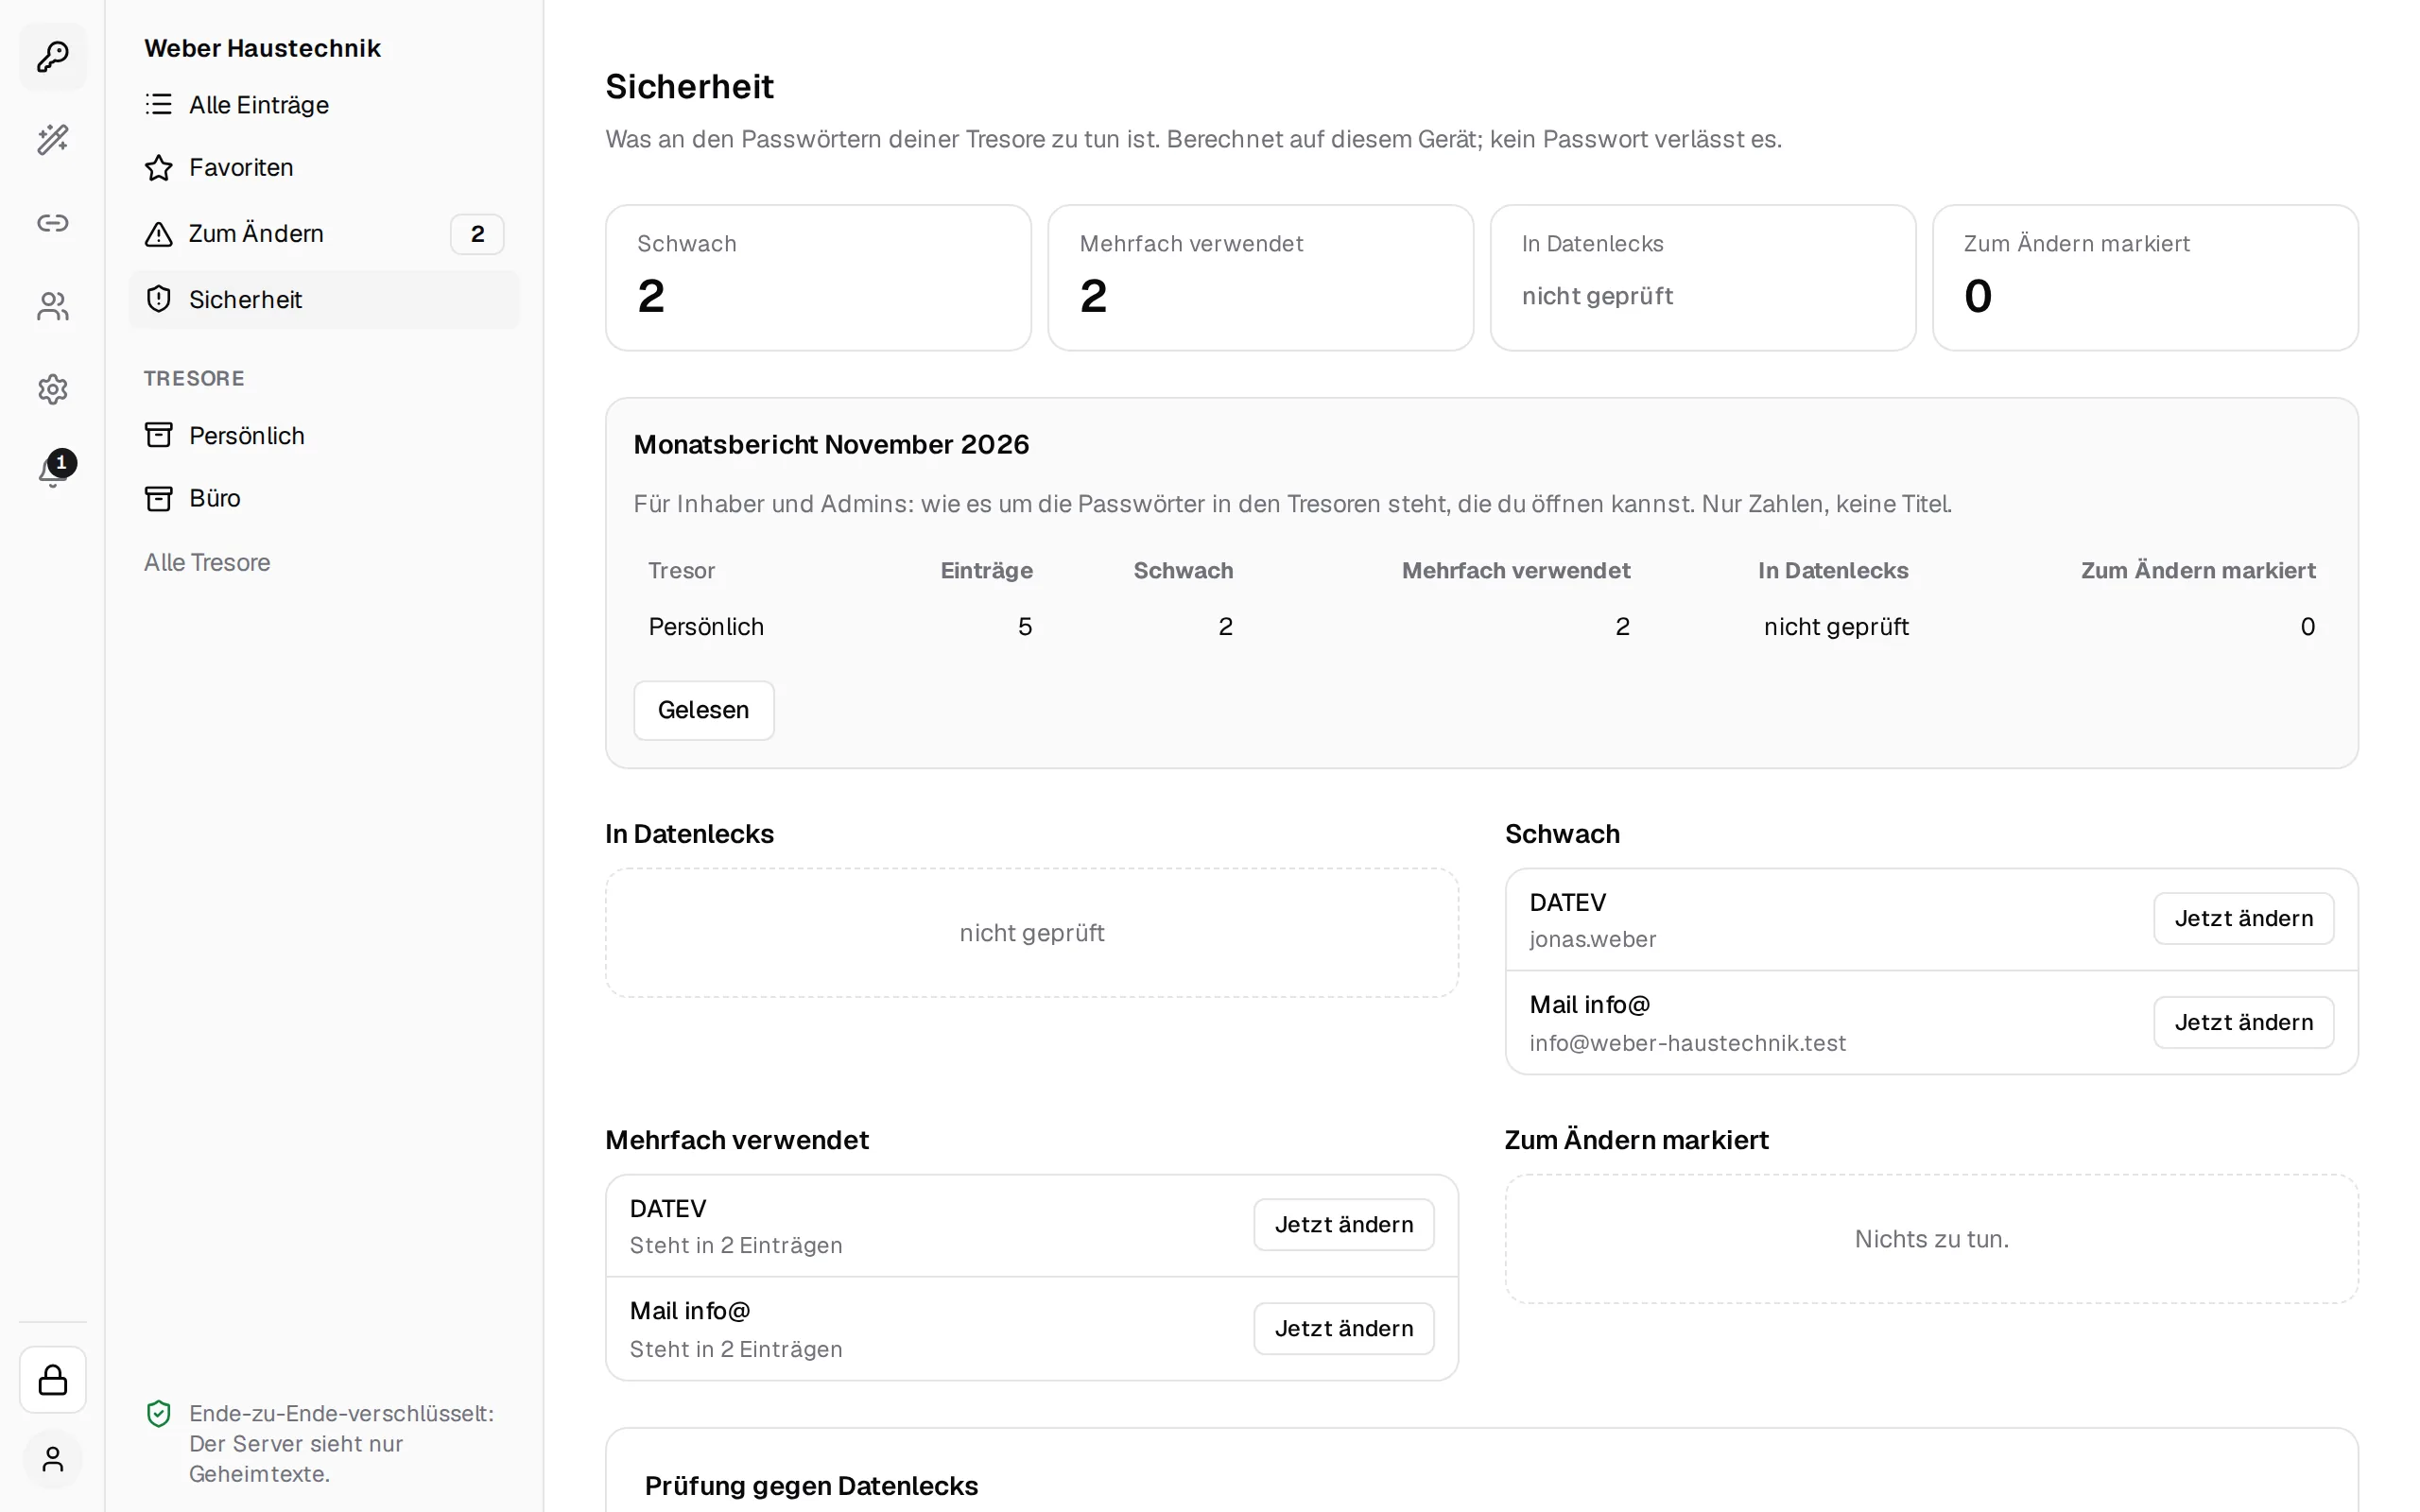 Weber Haustechnik
Alle Einträge
Favoriten
Zum Ändern
2
Sicherheit
TRESORE
Persönlich
Büro
Alle Tresore
1
Ende-zu-Ende-verschlüsselt:
Der Server sieht nur
Geheimtexte.
Sicherheit
Was an den Passwörtern deiner Tresore zu tun ist. Berechnet auf diesem Gerät; kein Passwort verlässt es.
Schwach
2
Mehrfach verwendet
2
In Datenlecks
nicht geprüft
Zum Ändern markiert
0
Monatsbericht November 2026
Für Inhaber und Admins: wie es um die Passwörter in den Tresoren steht, die du öffnen kannst. Nur Zahlen, keine Titel.
Tresor Einträge Schwach Mehrfach verwendet In Datenlecks Zum Ändern markiert
Persönlich 5 2 2 nicht geprüft 0
Gelesen
In Datenlecks
nicht geprüft
Schwach
DATEV
jonas.weber
Jetzt ändern
Mail info@
info@weber-haustechnik.test
Jetzt ändern
Mehrfach verwendet
DATEV
Steht in 2 Einträgen
Jetzt ändern
Mail info@
Steht in 2 Einträgen
Jetzt ändern
Zum Ändern markiert
Nichts zu tun.
Prüfung gegen Datenlecks